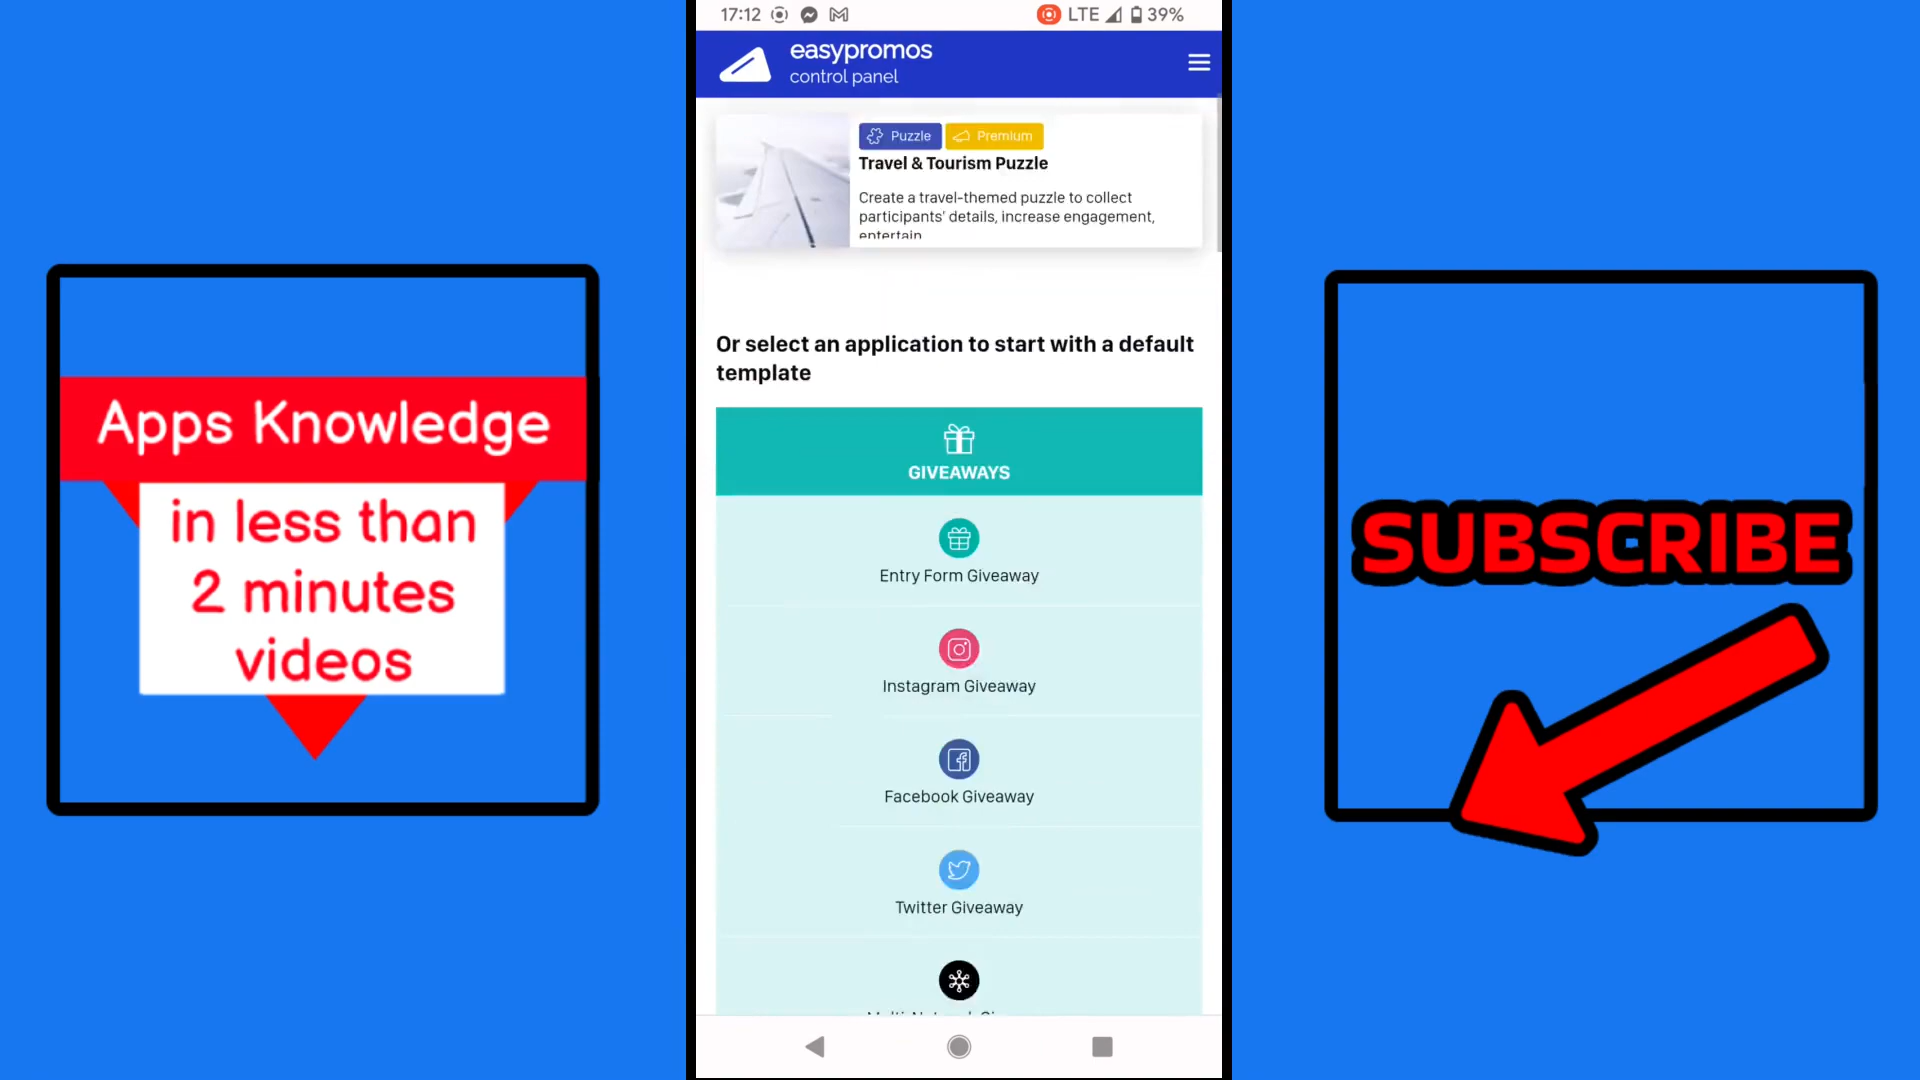 Apps Knowledge
in less than
2 minutes
videos
17:12
LTE
39%
easypromos
control panel
Puzzle
Premium
Travel & Tourism Puzzle
Create a travel-themed puzzle to collect
participants' details, increase engagement,
entertain
Or select an application to start with a default
template
GIVEAWAYS
Entry Form Giveaway
Instagram Giveaway
Facebook Giveaway
Twitter Giveaway
SUBSCRIBE